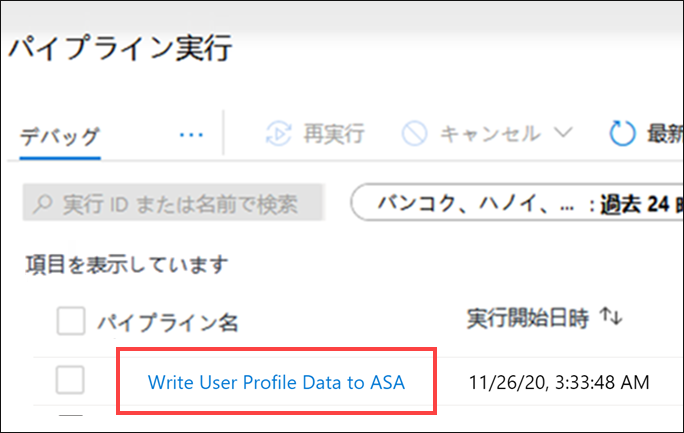 パイプライン実行
デバッグ ... 再実行 キャンセル 最新
実行 ID または名前で検索 バンコク、ハノイ、... : 過去 24 時
項目を表示しています
パイプライン名 実行開始日時
Write User Profile Data to ASA 11/26/20, 3:33:48 AM